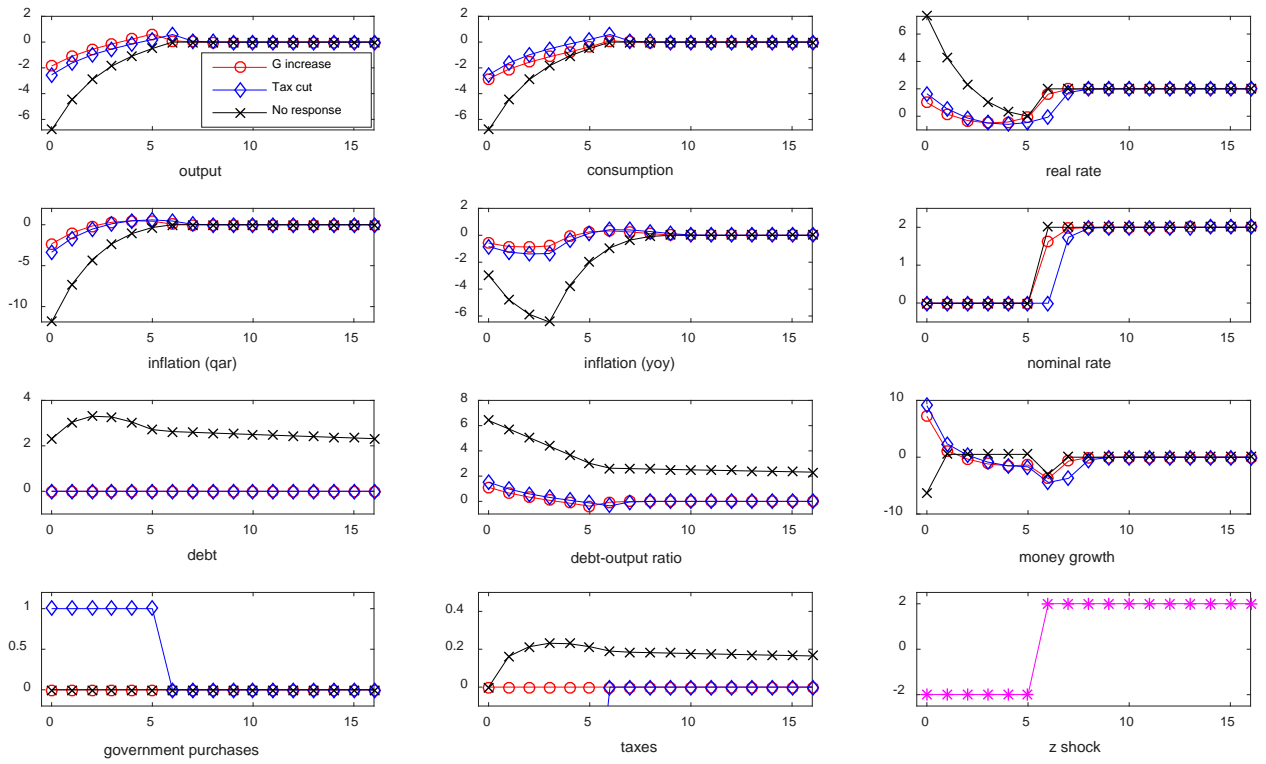 2
0
-2
-4
-6
0 5 10 15
output
G increase
Tax cut
No response
2
0
-2
-4
-6
0 5 10 15
consumption
6
4
2
0
0 5 10 15
real rate
0
-5
-10
0 5 10 15
inflation (qar)
2
0
-2
-4
-6
0 5 10 15
inflation (yoy)
2
1
0
0 5 10 15
nominal rate
4
2
0
0 5 10 15
debt
8
6
4
2
0
0 5 10 15
debt-output ratio
10
0
-10
0 5 10 15
money growth
1
0.5
0
0 5 10 15
government purchases
0.4
0.2
0
0 5 10 15
taxes
2
0
-2
0 5 10 15
z shock